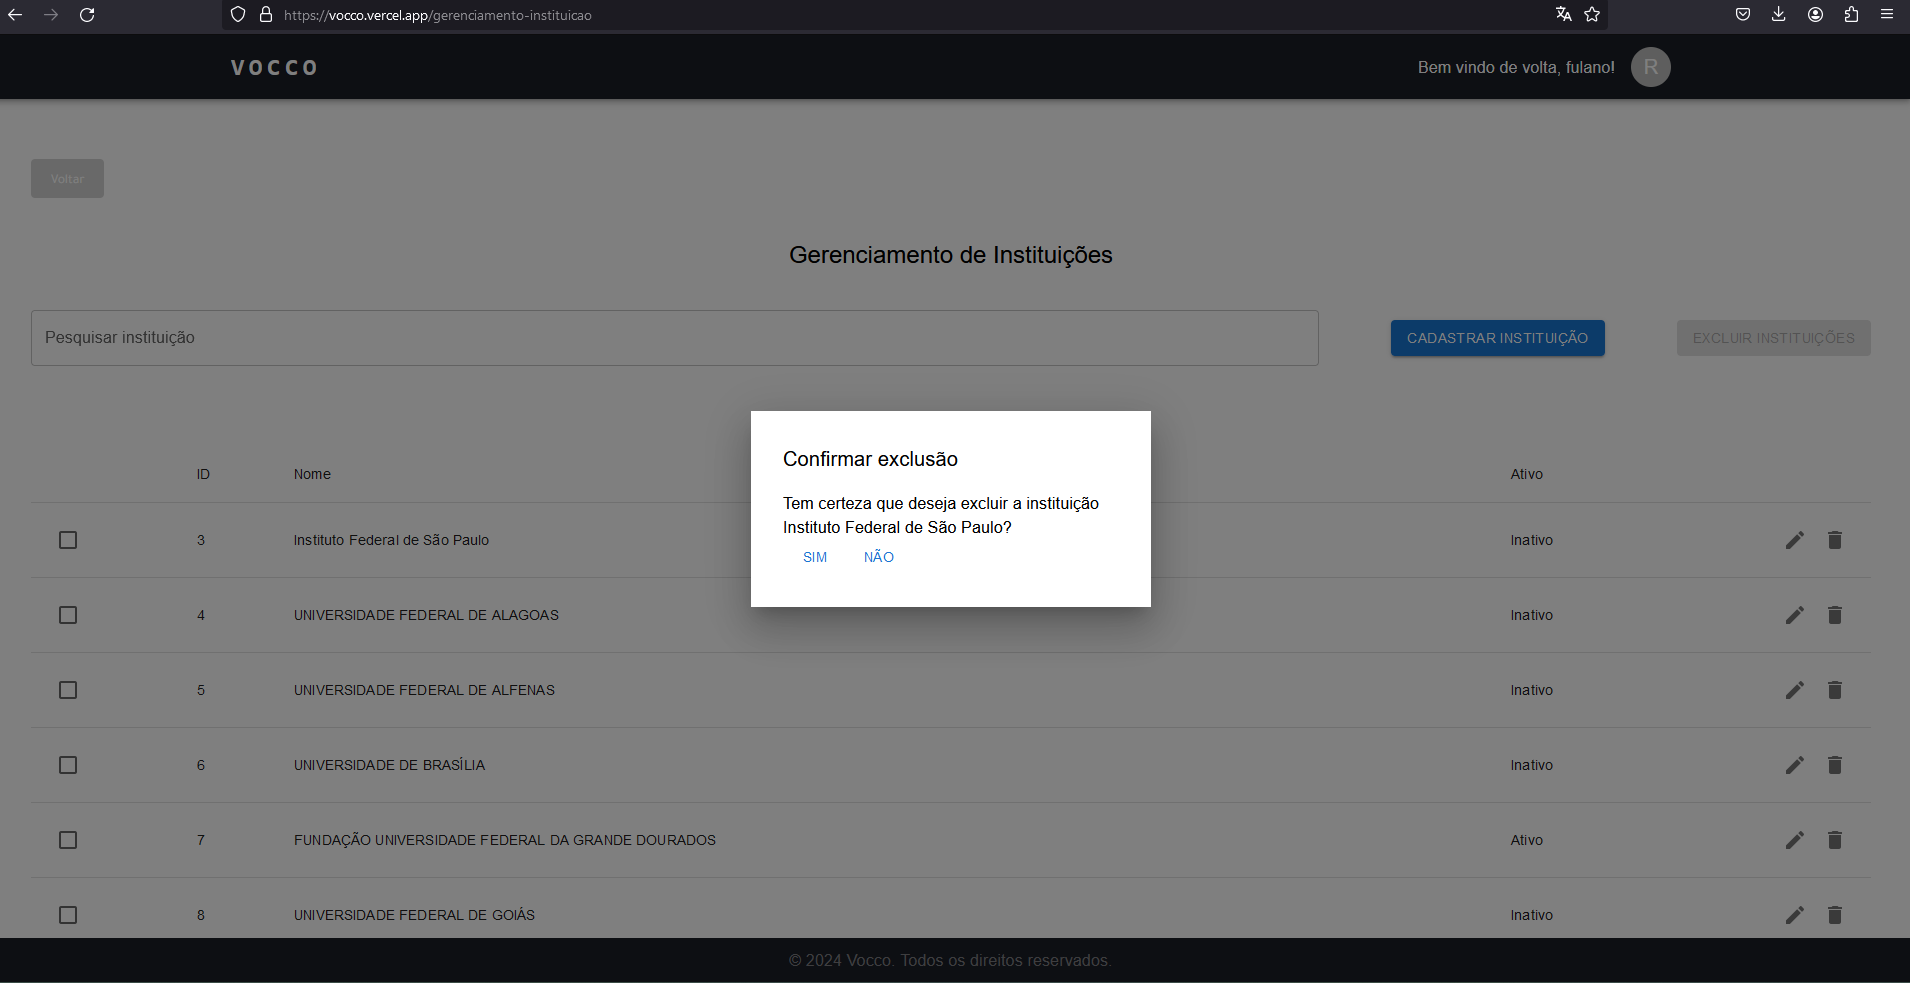 https://vocco.vercel.app/gerenciamento-instituicao
VOCCO
Bem vindo de volta, fulano!
R
Voltar
Gerenciamento de Instituições
Pesquisar instituição
CADASTRAR INSTITUIÇÃO
EXCLUIR INSTITUIÇÕES
Confirmar exclusão
Tem certeza que deseja excluir a instituição
Instituto Federal de São Paulo?
SIM NÃO
ID Nome Ativo
3 Instituto Federal de São Paulo Inativo
4 UNIVERSIDADE FEDERAL DE ALAGOAS Inativo
5 UNIVERSIDADE FEDERAL DE ALFENAS Inativo
6 UNIVERSIDADE DE BRASÍLIA Inativo
7 FUNDAÇÃO UNIVERSIDADE FEDERAL DA GRANDE DOURADOS Ativo
8 UNIVERSIDADE FEDERAL DE GOIÁS Inativo
© 2024 Vocco. Todos os direitos reservados.